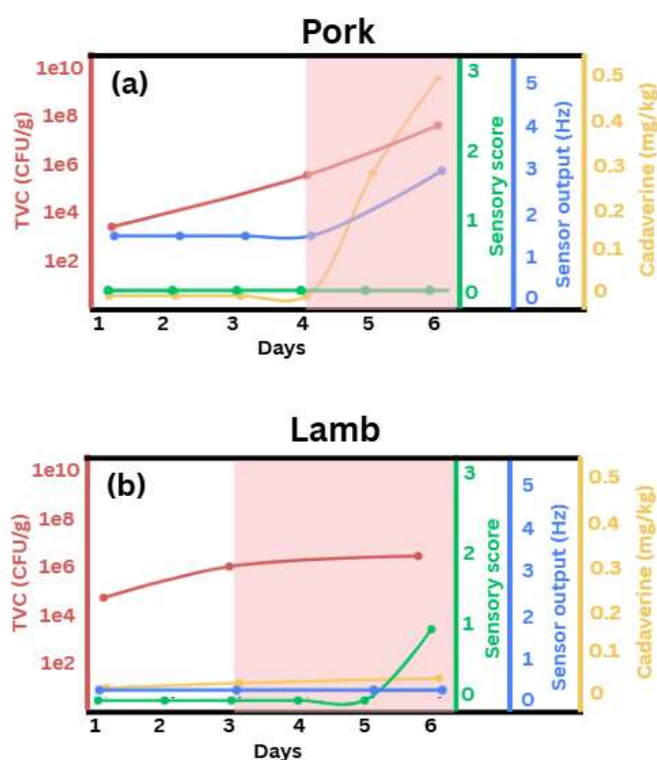 Pork
(a)
TVC (CFU/g)
1e10
1e8
1e6
1e4
1e2
3
2
1
0
Sensory score
5
4
3
2
1
0
Sensor output (Hz)
0.5
0.4
0.3
0.2
0.1
0
Cadaverine (mg/kg)
1 2 3 4 5 6
Days
Lamb
(b)
TVC (CFU/g)
1e10
1e8
1e6
1e4
1e2
3
2
1
0
Sensory score
5
4
3
2
1
0
Sensor output (Hz)
0.5
0.4
0.3
0.2
0.1
0
Cadaverine (mg/kg)
1 2 3 4 5 6
Days